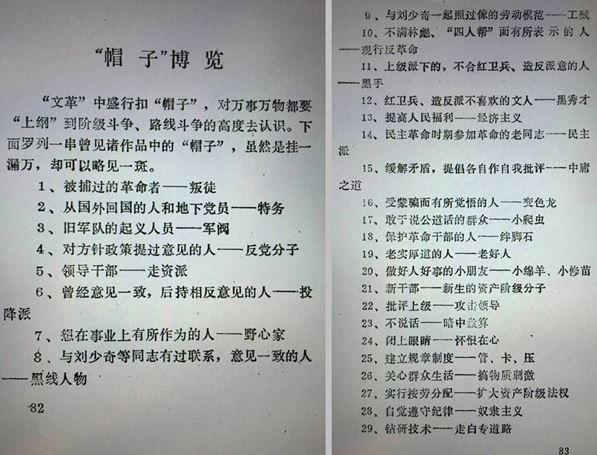 “帽子”博览
“文革”中盛行扣“帽子”，对万事万物都要
“上纲”到阶级斗争、路线斗争的高度去认识。下
面罗列一串曾见诸作品中的“帽子”，虽然是挂一
漏万，却可以略见一斑。
1、被捕过的革命者——叛徒
2、从国外回国的人和地下党员——特务
3、旧军队的起义人员——军阀
4、对方针政策提过意见的人——反党分子
5、领导干部——走资派
6、曾经意见一致，后持相反意见的人——投
降派
7、想在事业上有所作为的人——野心家
8、与刘少奇等同志有过联系，意见一致的人
——黑线人物
82
9、与刘少奇一起照过像的劳动模范——工贼
10、不满林彪、“四人帮”而有所表示的人
——现行反革命
11、上级派下的，不合红卫兵、造反派意的人
——黑手
12、红卫兵、造反派不喜欢的文人——黑秀才
13、提高人民福利——经济主义
14、民主革命时期参加革命的老同志——民主
派
15、缓解矛盾，提倡各自作自我批评——中庸
之道
16、受蒙骗而有所觉悟的人——变色龙
17、敢于说公道话的群众——小爬虫
18、保护革命干部的人——绊脚石
19、老实厚道的人——老好人
20、做好人好事的小朋友——小绵羊、小修苗
21、新干部——新生的资产阶级分子
22、批评上级——攻击领导
23、不说话——暗中盘算
24、闭上眼睛——怀恨在心
25、建立规章制度——管、卡、压
26、关心群众生活——搞物质刺激
27、实行按劳分配——扩大资产阶级法权
28、自觉遵守纪律——奴隶主义
29、钻研技术——走白专道路
83